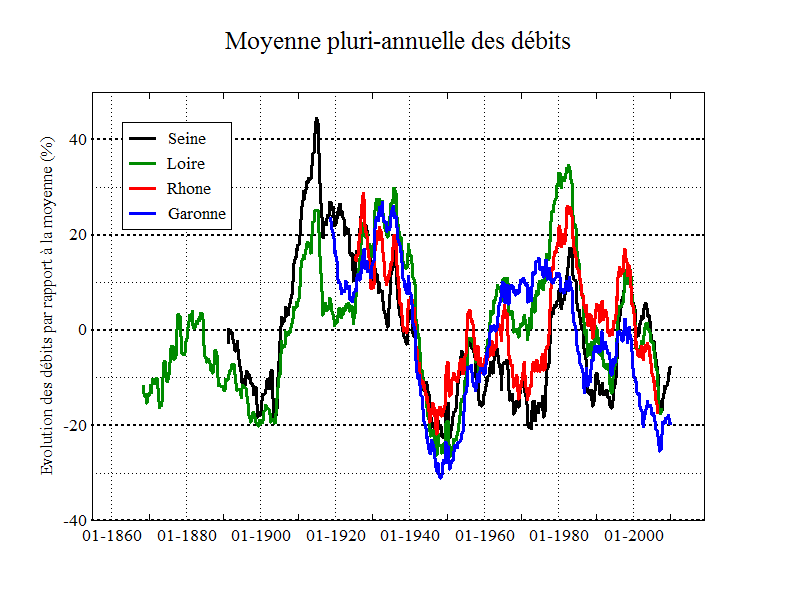 Moyenne pluri-annuelle des débits
Evolution des débits par rapport à la moyenne (%)
40
20
0
-20
-40
Seine
Loire
Rhone
Garonne
01-1860 01-1880 01-1900 01-1920 01-1940 01-1960 01-1980 01-2000